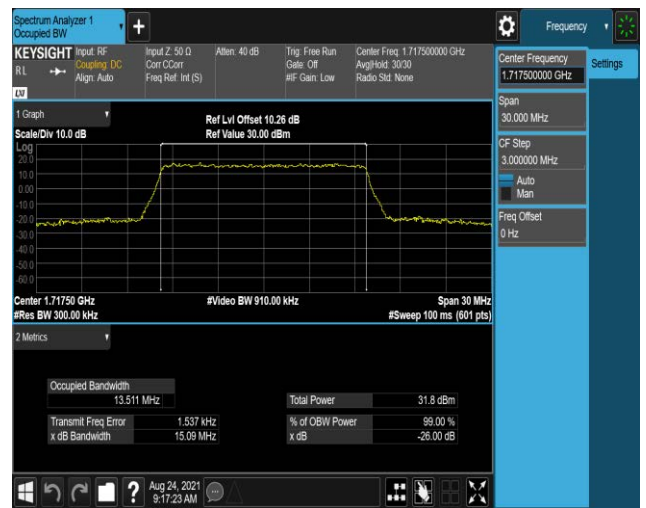 Spectrum Analyzer 1
Occupied BW
Frequency
KEYSIGHT
RL
LXI
Input: RF
Coupling: DC
Align: Auto
Input Z: 50 Ω
Corr CCorr
Freq Ref: Int (S)
Atten: 40 dB
Trig: Free Run
Gate: Off
#IF Gain: Low
Center Freq: 1.717500000 GHz
Avg|Hold: 30/30
Radio Std: None
Center Frequency
1.717500000 GHz
Settings
Span
30.000 MHz
CF Step
3.000000 MHz
Auto
Man
Freq Offset
0 Hz
1 Graph
Scale/Div 10.0 dB
Ref Lvl Offset 10.26 dB
Ref Value 30.00 dBm
Log
20.0
10.0
0.00
-10.0
-20.0
-30.0
-40.0
-50.0
-60.0
Center 1.71750 GHz
#Video BW 910.00 kHz
Span 30 MHz
#Res BW 300.00 kHz
#Sweep 100 ms (601 pts)
2 Metrics
Occupied Bandwidth
13.511 MHz
Total Power 31.8 dBm
Transmit Freq Error 1.537 kHz
% of OBW Power 99.00 %
x dB Bandwidth 15.09 MHz
x dB -26.00 dB
?
Aug 24, 2021
9:17:23 AM